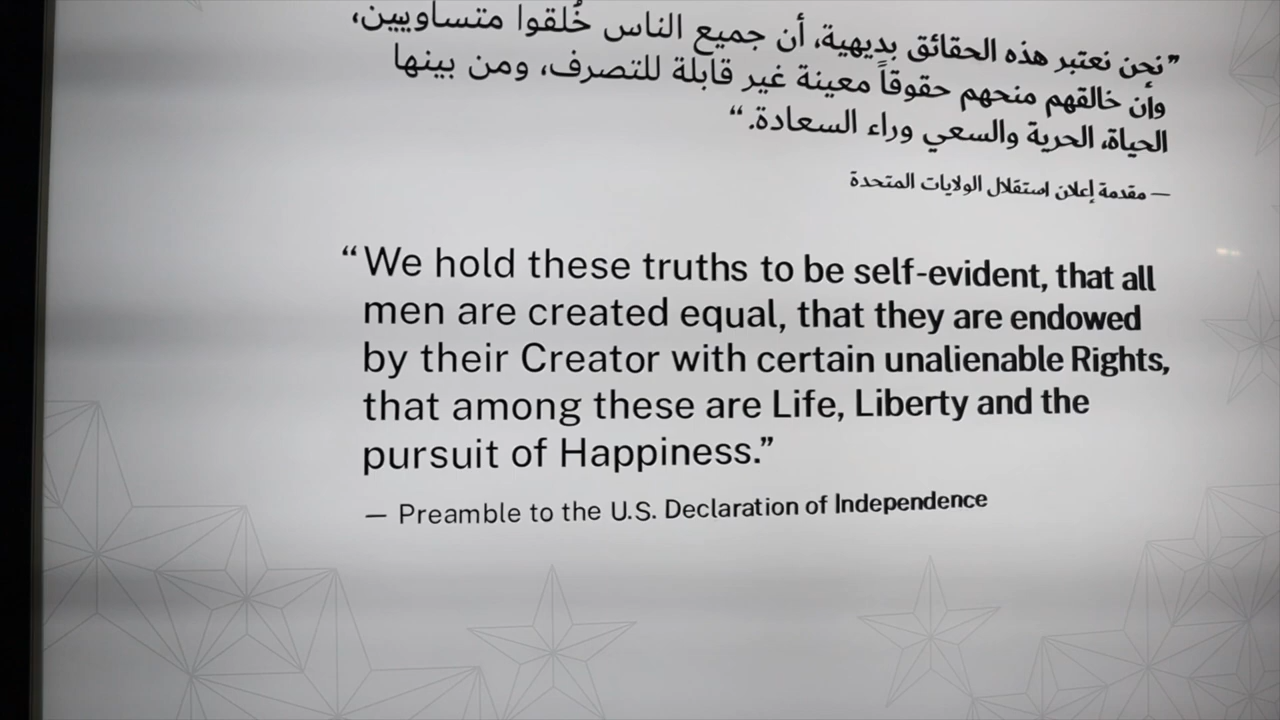 ”نحن نعتبر هذه الحقائق بديهية، أن جميع الناس خُلقوا متساويين،
وأن خالقهم منحهم حقوقاً معينة غير قابلة للتصرف، ومن بينها
الحياة، الحرية والسعي وراء السعادة.“
— مقدمة إعلان استقلال الولايات المتحدة
“We hold these truths to be self-evident, that all
men are created equal, that they are endowed
by their Creator with certain unalienable Rights,
that among these are Life, Liberty and the
pursuit of Happiness.”
— Preamble to the U.S. Declaration of Independence